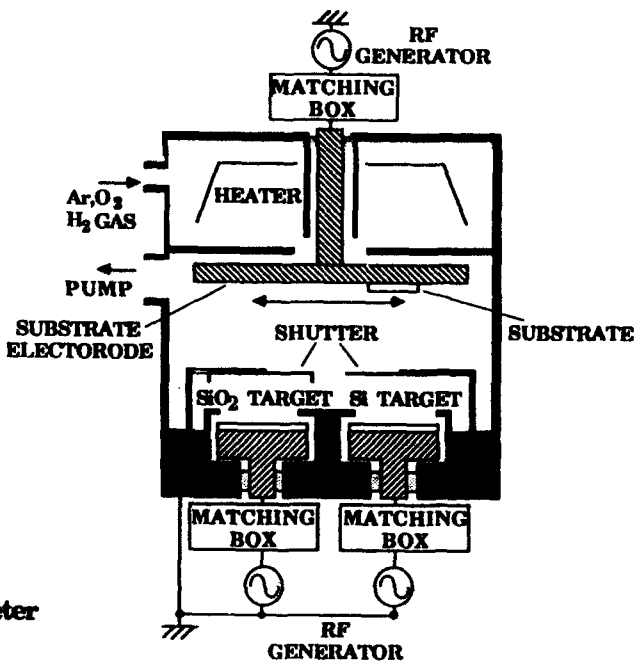 RF
GENERATOR
MATCHING
BOX
HEATER
Ar,O2
H2 GAS
PUMP
SUBSTRATE
ELECTORODE
SHUTTER
SUBSTRATE
SiO2 TARGET
Si TARGET
MATCHING
BOX
MATCHING
BOX
eter
RF
GENERATOR